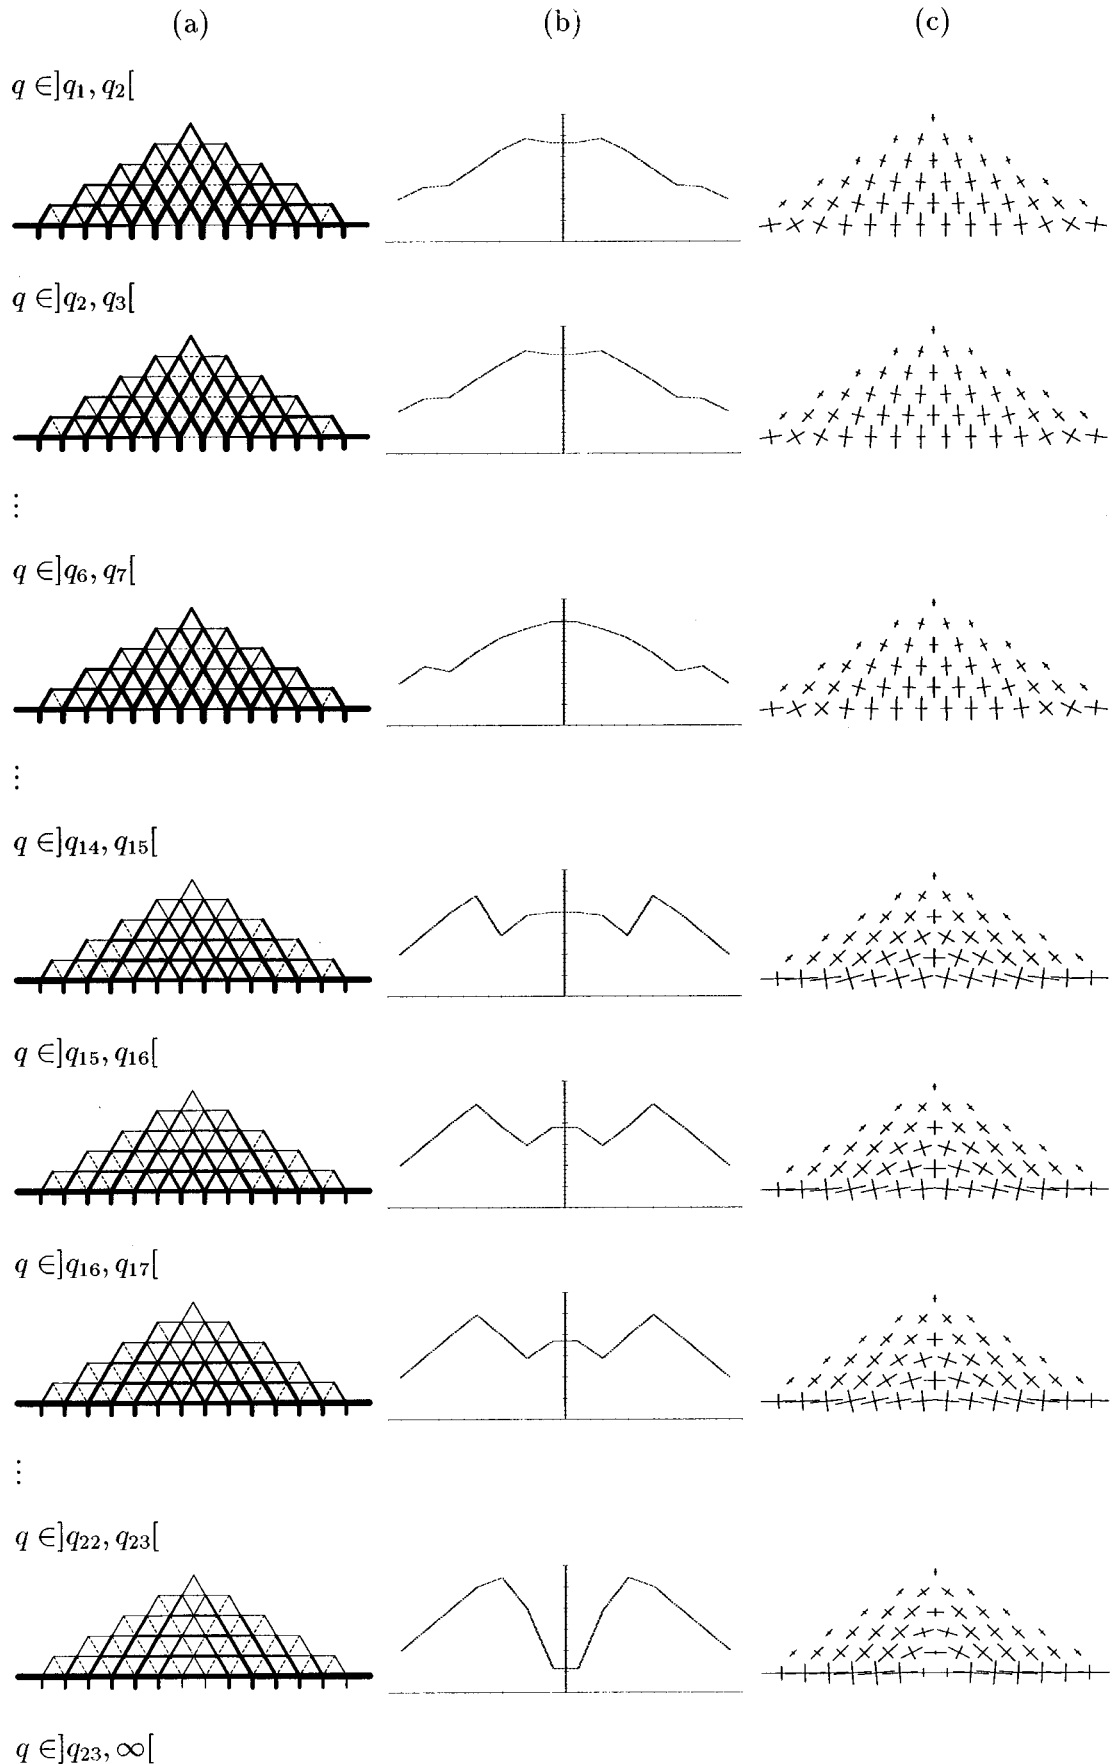 (a) (b) (c)
q ∈]q₁, q₂[
q ∈]q₂, q₃[
⋮
q ∈]q₆, q₇[
⋮
q ∈]q₁₄, q₁₅[
q ∈]q₁₅, q₁₆[
q ∈]q₁₆, q₁₇[
⋮
q ∈]q₂₂, q₂₃[
q ∈]q₂₃, ∞[